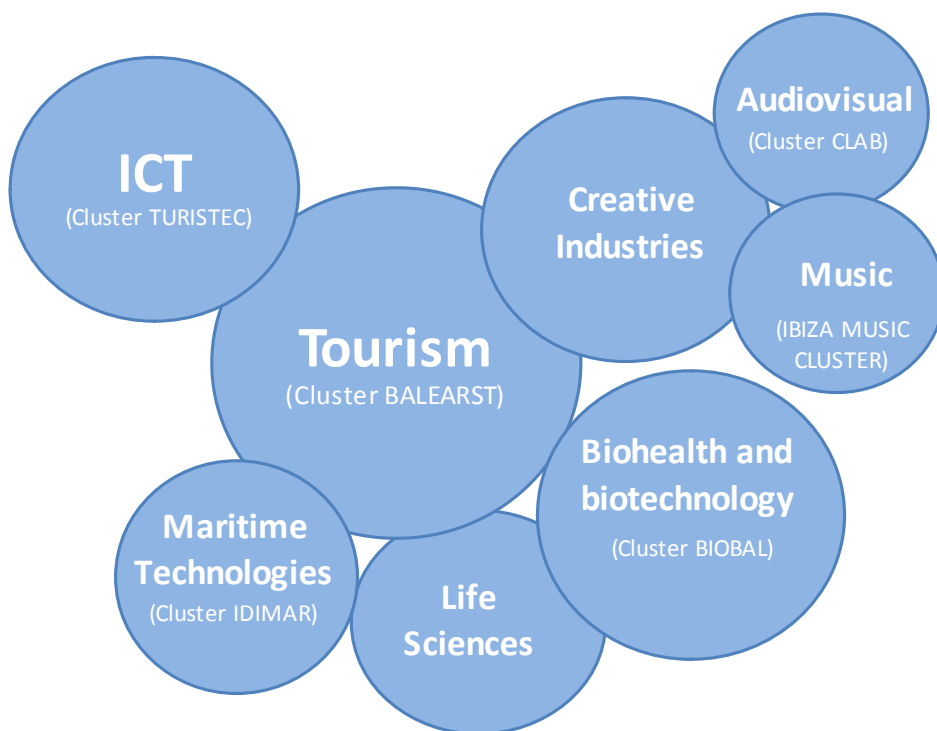 ICT
(Cluster TURISTEC)
Tourism
(Cluster BALEARST)
Creative
Industries
Audiovisual
(Cluster CLAB)
Music
(IBIZA MUSIC
CLUSTER)
Biohealth and
biotechnology
(Cluster BIOBAL)
Maritime
Technologies
(Cluster IDIMAR)
Life
Sciences